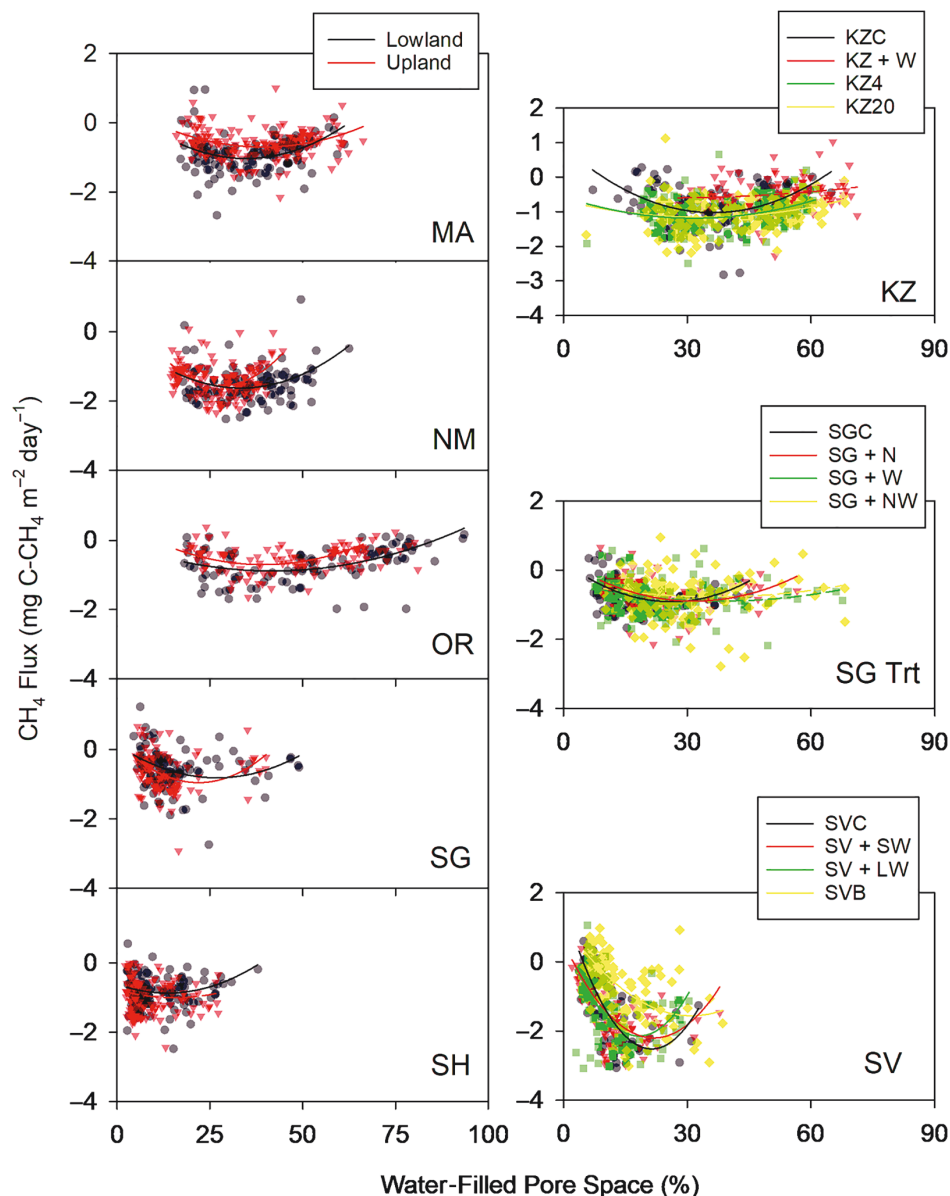 Lowland
Upland
2
0
−2
−4
MA
0
−2
−4
NM
0
−2
−4
OR
0
−2
−4
SG
0
−2
−4
SH
0 25 50 75 100
CH4 Flux (mg C-CH4 m−2 day−1)
KZC
KZ + W
KZ4
KZ20
2
1
0
−1
−2
−3
−4
KZ
0 30 60 90
SGC
SG + N
SG + W
SG + NW
2
0
−2
−4
SG Trt
0 30 60 90
SVC
SV + SW
SV + LW
SVB
2
0
−2
−4
SV
0 30 60 90
Water-Filled Pore Space (%)